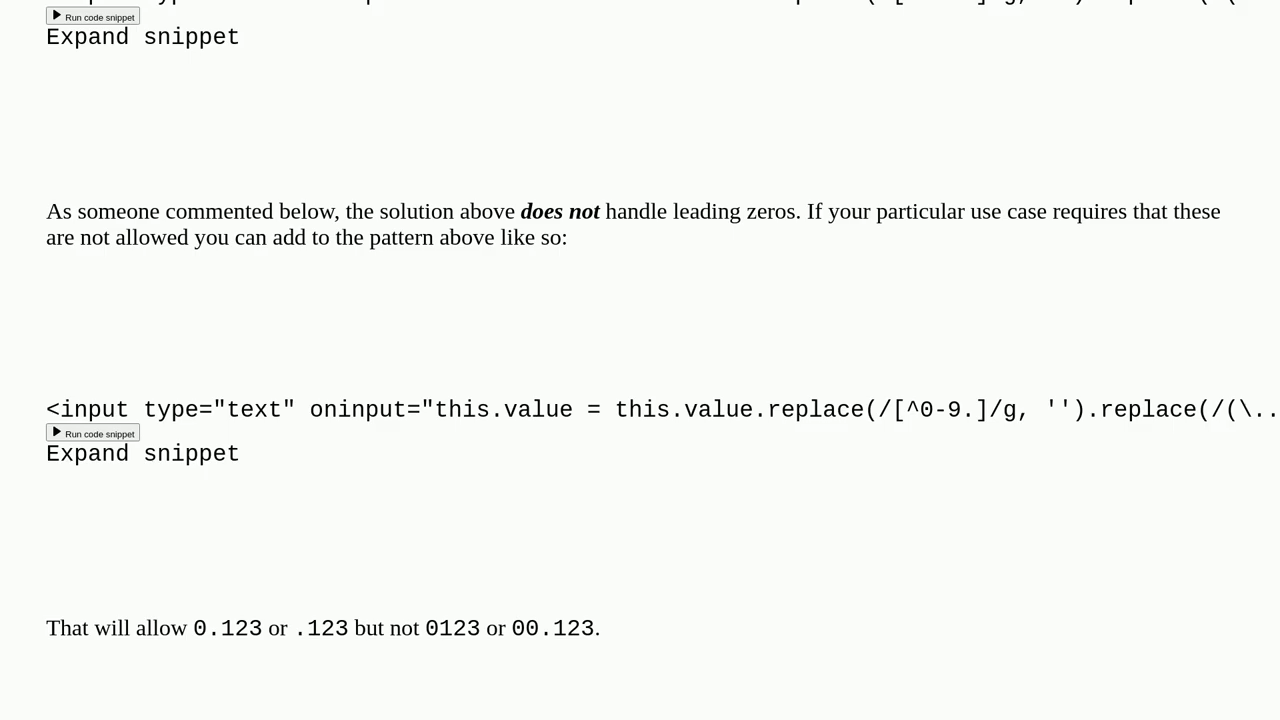 Run code snippet
Expand snippet
As someone commented below, the solution above does not handle leading zeros. If your particular use case requires that these
are not allowed you can add to the pattern above like so:
<input type="text" oninput="this.value = this.value.replace(/[^0-9.]/g, '').replace(/(\..
Run code snippet
Expand snippet
That will allow 0.123 or .123 but not 0123 or 00.123.